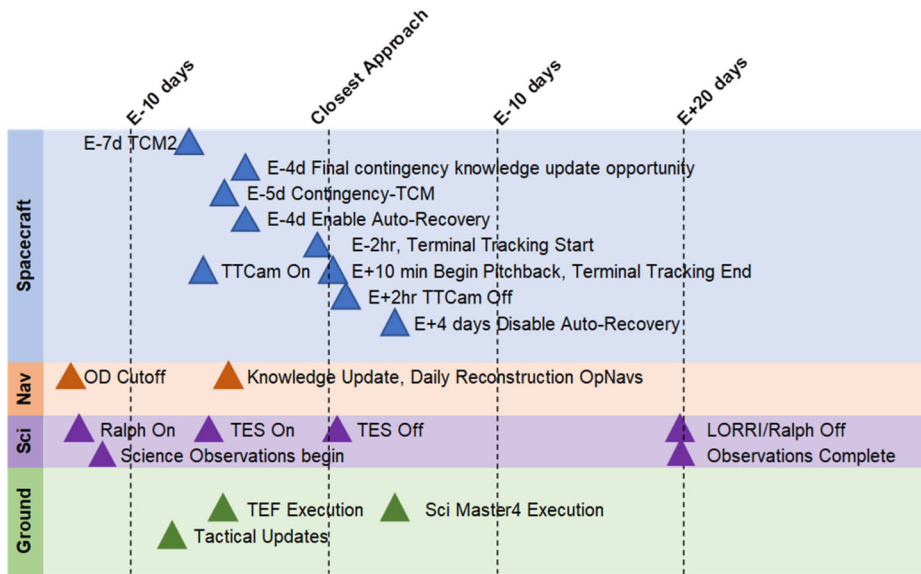 E-10 days
Closest Approach
E-10 days
E+20 days
Spacecraft
E-7d TCM2
E-4d Final contingency knowledge update opportunity
E-5d Contingency-TCM
E-4d Enable Auto-Recovery
E-2hr, Terminal Tracking Start
TTCam On
E+10 min Begin Pitchback, Terminal Tracking End
E+2hr TTCam Off
E+4 days Disable Auto-Recovery
Nav
OD Cutoff
Knowledge Update, Daily Reconstruction OpNavs
Sci
Ralph On
TES On
TES Off
LORRI/Ralph Off
Science Observations begin
Observations Complete
Ground
TEF Execution
Sci Master4 Execution
Tactical Updates